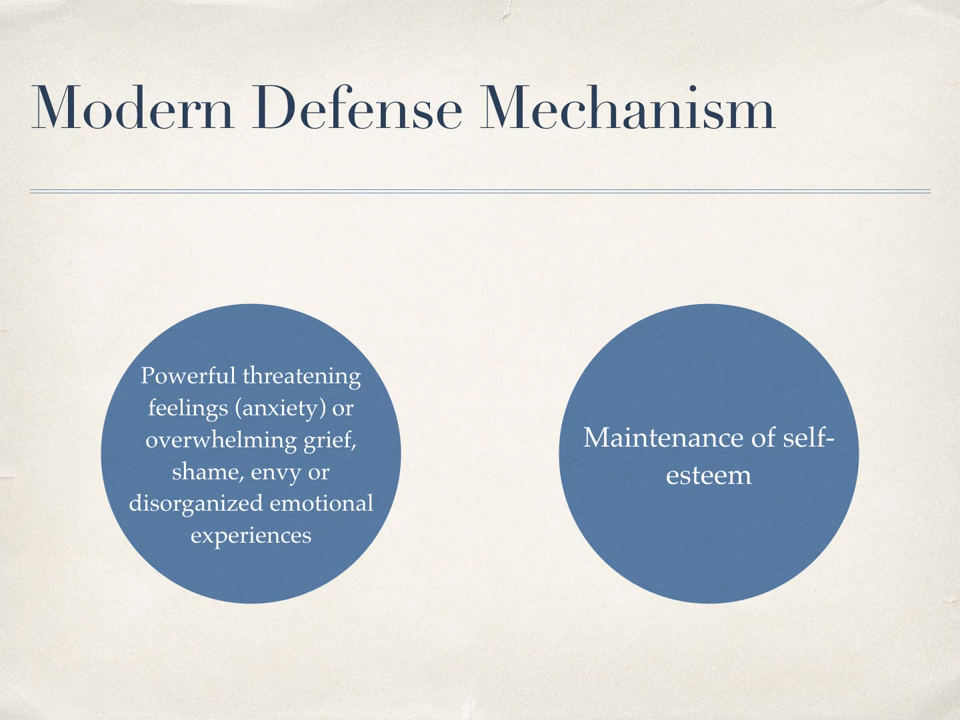 Modern Defense Mechanism
Powerful threatening
feelings (anxiety) or
overwhelming grief,
shame, envy or
disorganized emotional
experiences
Maintenance of self-
esteem